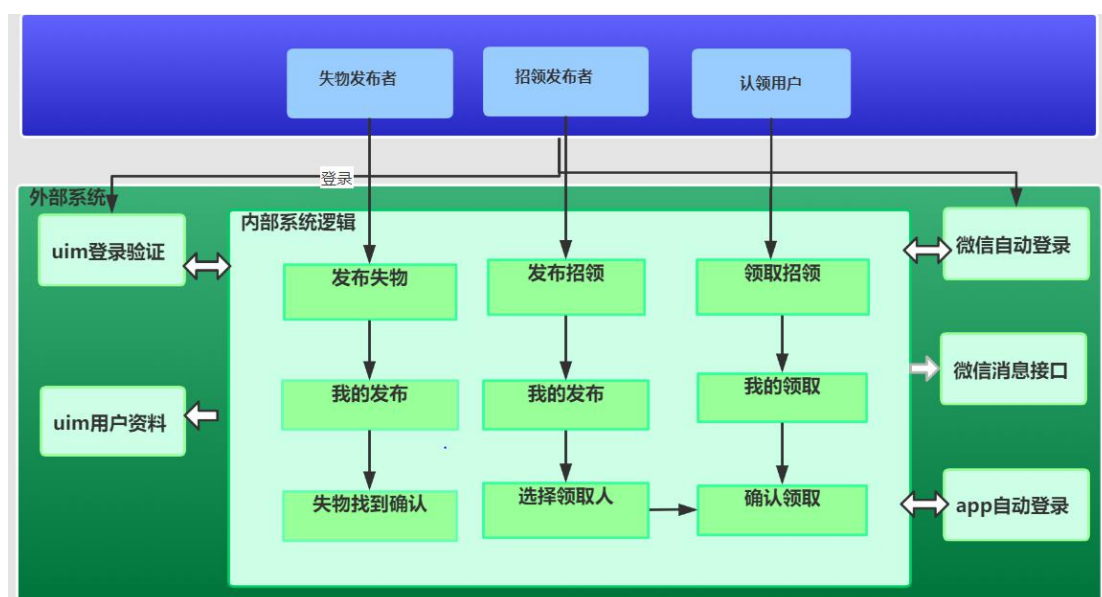 失物发布者
招领发布者
认领用户
登录
外部系统
内部系统逻辑
uim登录验证
微信自动登录
发布失物
发布招领
领取招领
我的发布
我的发布
我的领取
微信消息接口
uim用户资料
失物找到确认
选择领取人
确认领取
app自动登录